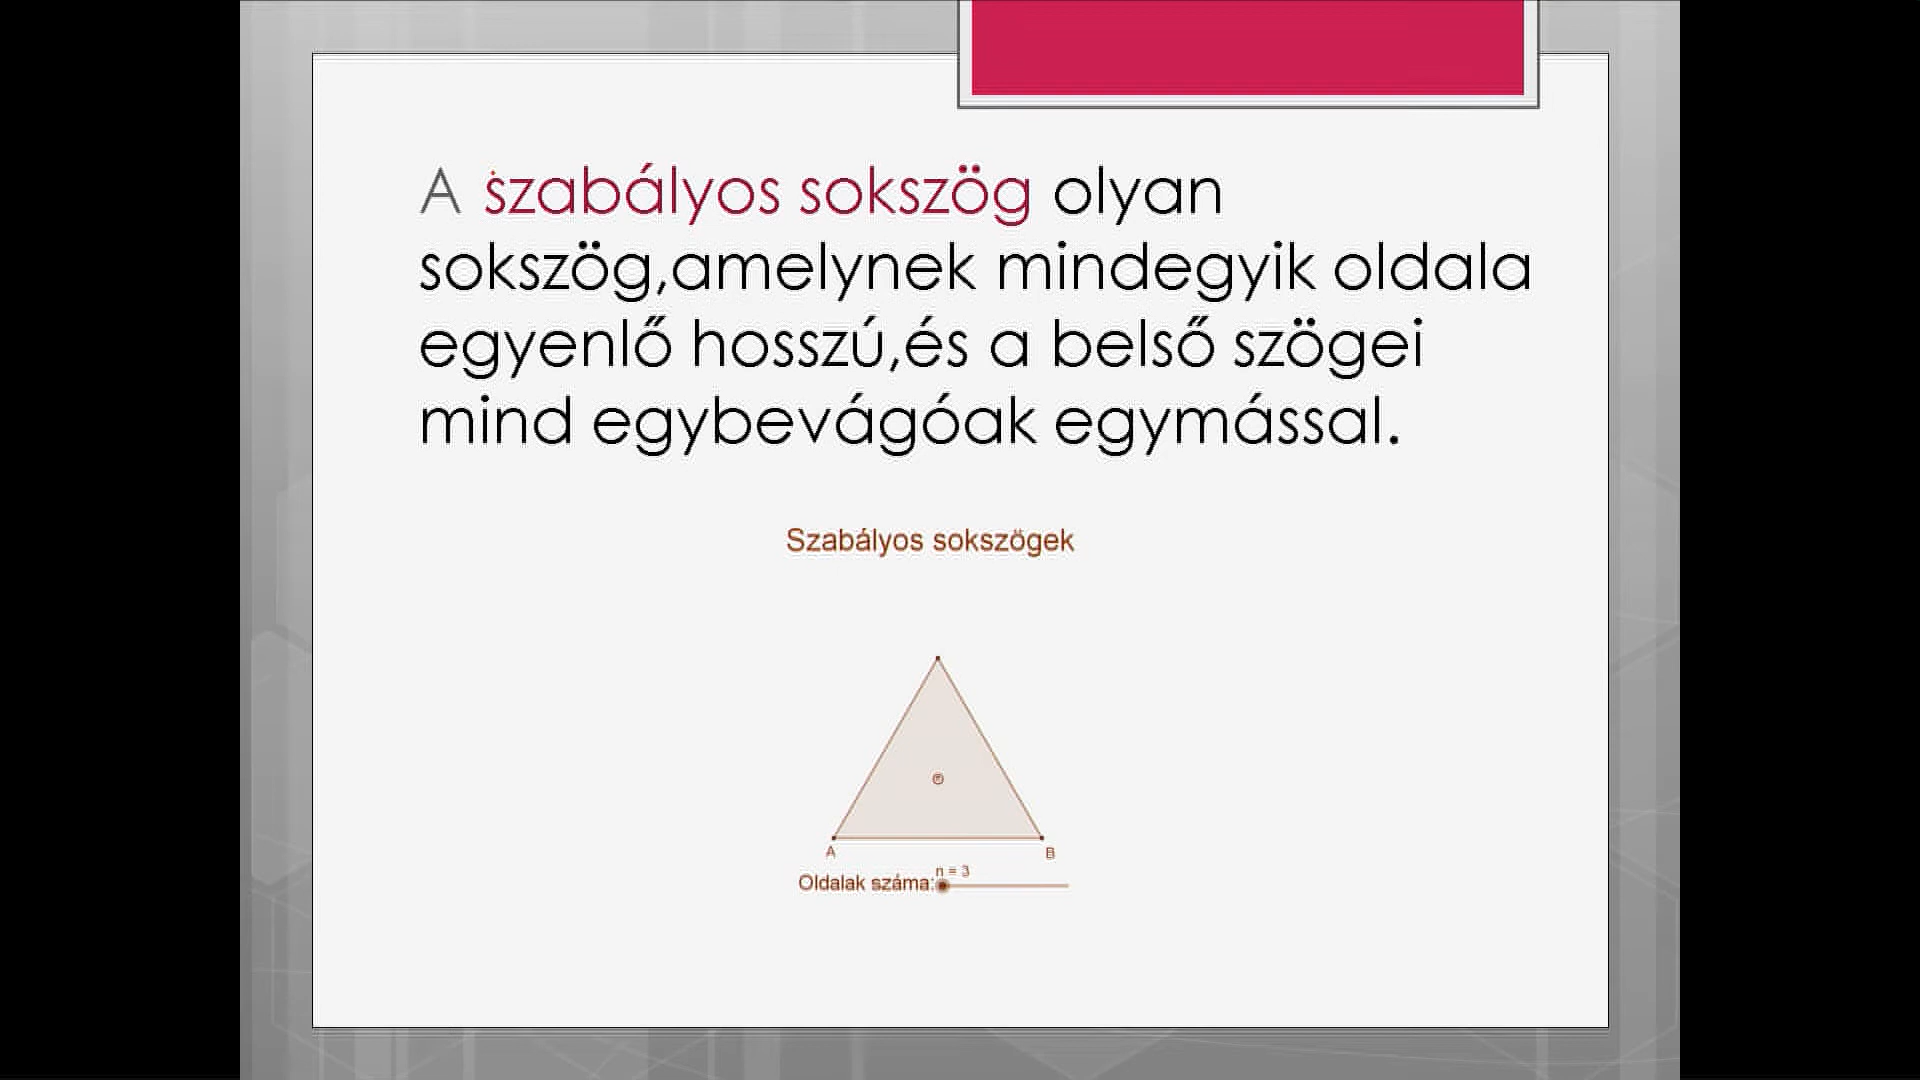 A szabályos sokszög olyan
sokszög,amelynek mindegyik oldala
egyenlő hosszú,és a belső szögei
mind egybevágóak egymással.
Szabályos sokszögek
A
B
n = 3
Oldalak száma: